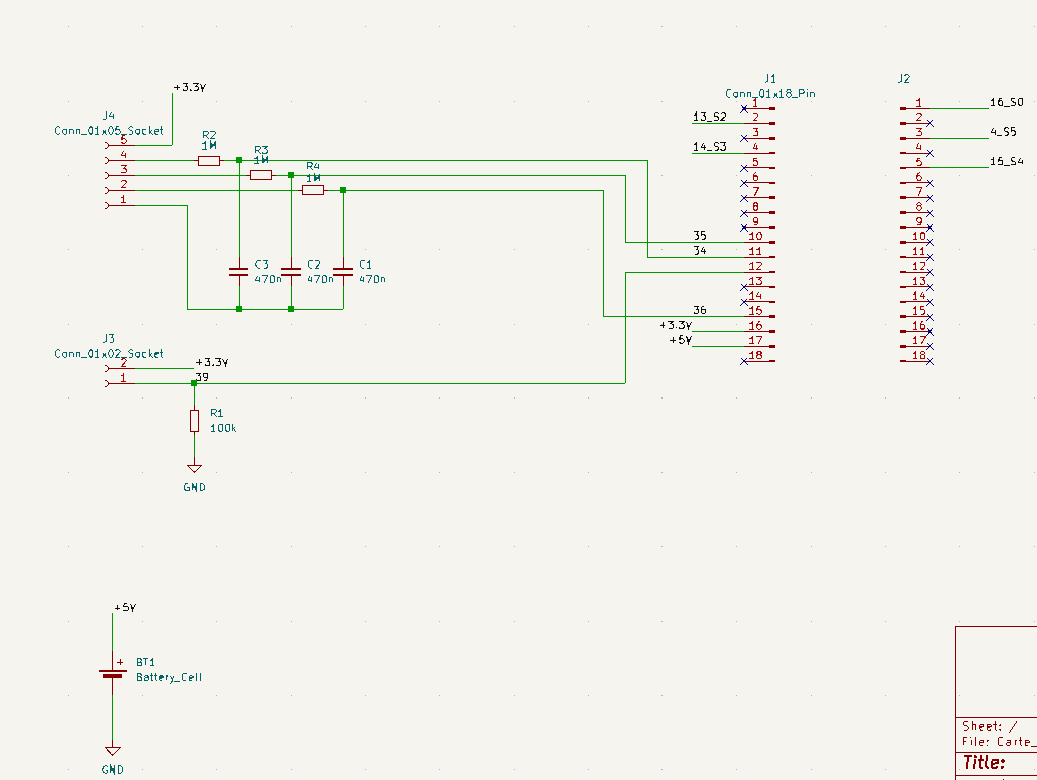 +3.3V
J4
Conn_01x05_Socket
5
4
3
2
1
R2
1M
R3
1M
R4
1M
C3
470n
C2
470n
C1
470n
J3
Conn_01x02_Socket
2
1
+3.3V
39
R1
100k
GND
+5V
+
BT1
Battery_Cell
GND
J1
Conn_01x18_Pin
1
13_S2 2
3
14_S3 4
5
6
7
8
9
35 10
34 11
12
13
14
36 15
+3.3V 16
+5V 17
18
J2
1 16_S0
2
3 4_S5
4
5 15_S4
6
7
8
9
10
11
12
13
14
15
16
17
18
Sheet: /
File: Carte_
Title: